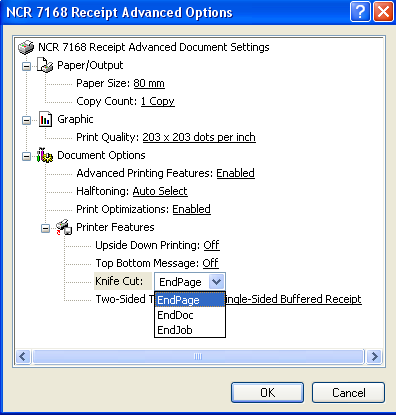 NCR 7168 Receipt Advanced Options
NCR 7168 Receipt Advanced Document Settings
Paper/Output
Paper Size: 80 mm
Copy Count: 1 Copy
Graphic
Print Quality: 203 x 203 dots per inch
Document Options
Advanced Printing Features: Enabled
Halftoning: Auto Select
Print Optimizations: Enabled
Printer Features
Upside Down Printing: Off
Top Bottom Message: Off
Knife Cut: EndPage
Two-Sided T ngle-Sided Buffered Receipt
EndPage
EndDoc
EndJob
OK Cancel